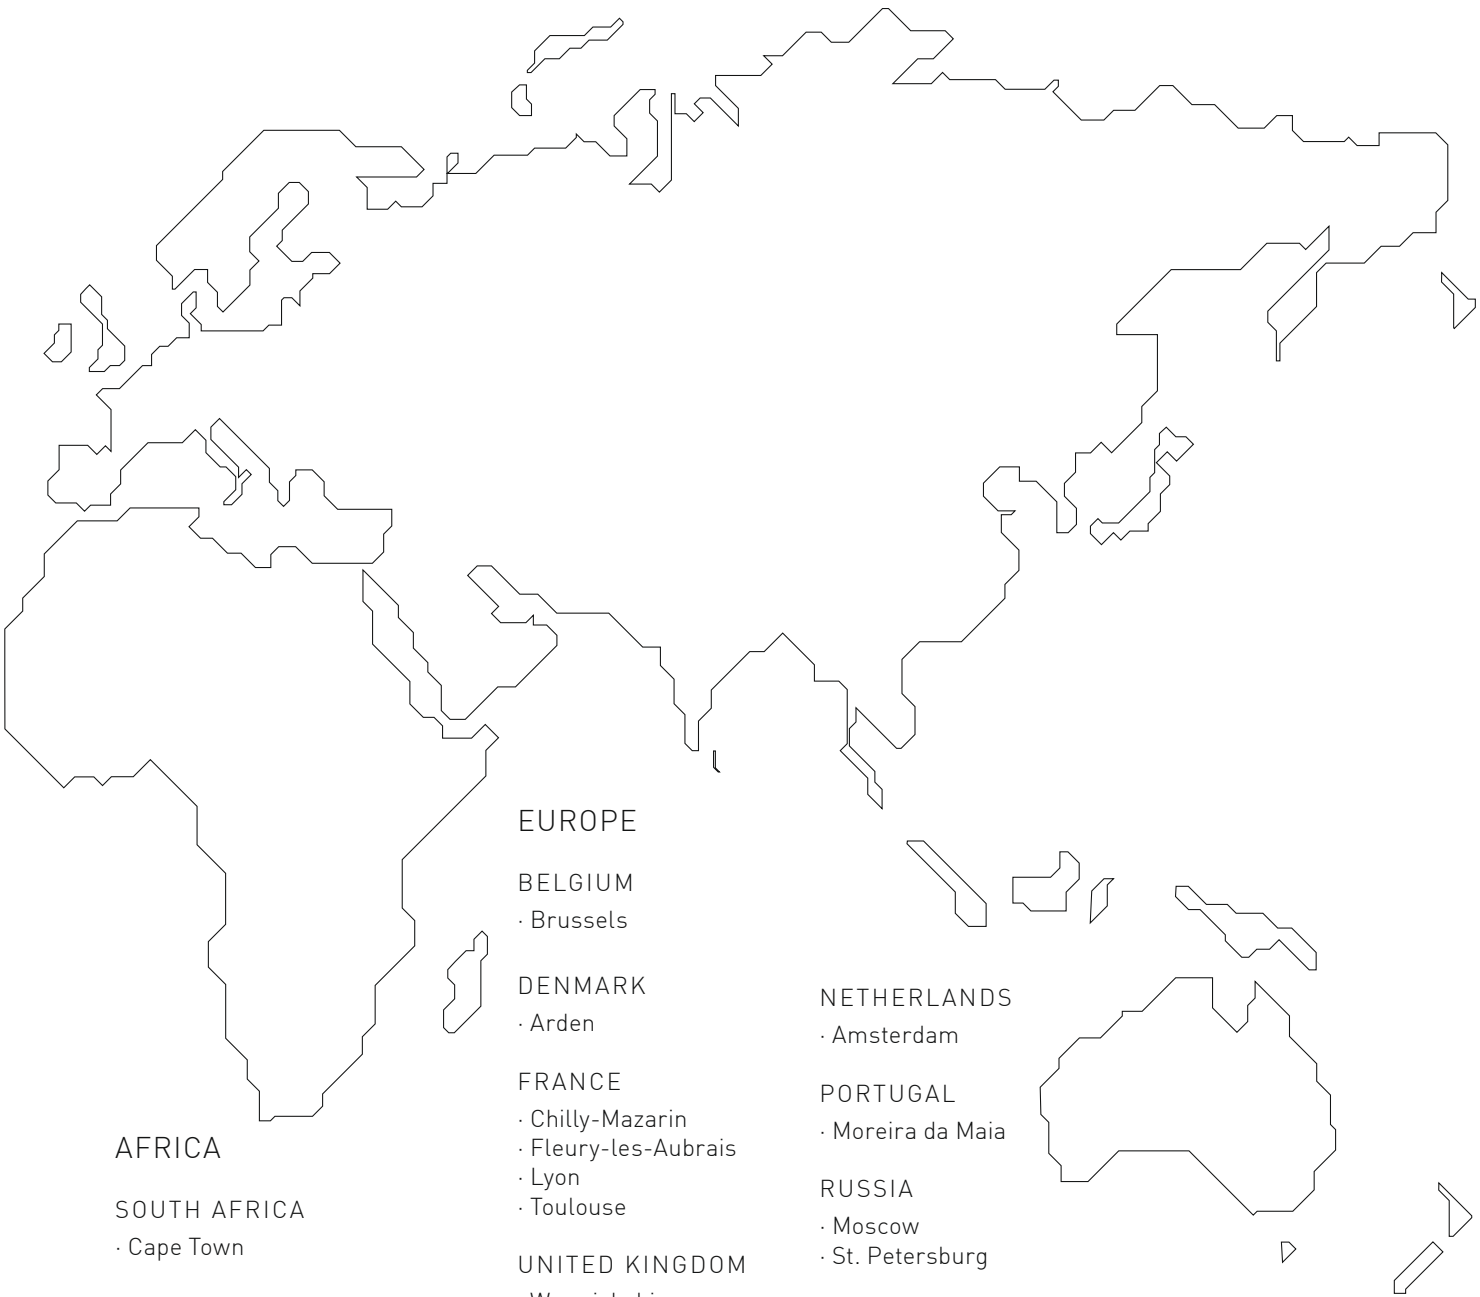 AFRICA
SOUTH AFRICA
· Cape Town
EUROPE
BELGIUM
· Brussels
DENMARK
· Arden
FRANCE
· Chilly-Mazarin
· Fleury-les-Aubrais
· Lyon
· Toulouse
UNITED KINGDOM
NETHERLANDS
· Amsterdam
PORTUGAL
· Moreira da Maia
RUSSIA
· Moscow
· St. Petersburg